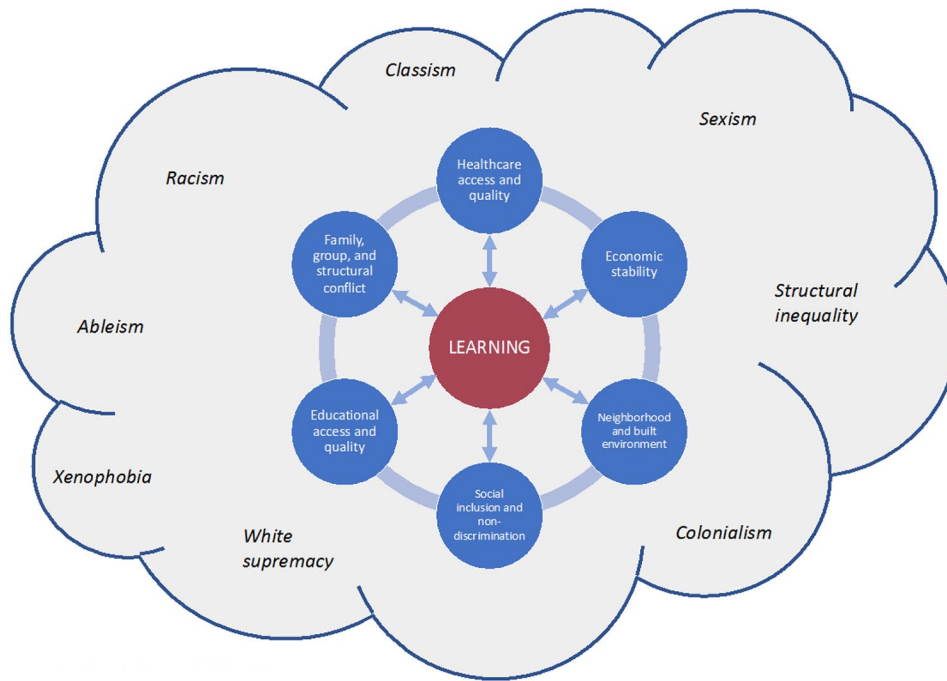 Classism
Sexism
Racism
Healthcare
access and
quality
Family,
group, and
structural
conflict
Economic
stability
Structural
inequality
Ableism
LEARNING
Educational
access and
quality
Neighborhood
and built
environment
Xenophobia
Social
inclusion and
non-
discrimination
White
supremacy
Colonialism